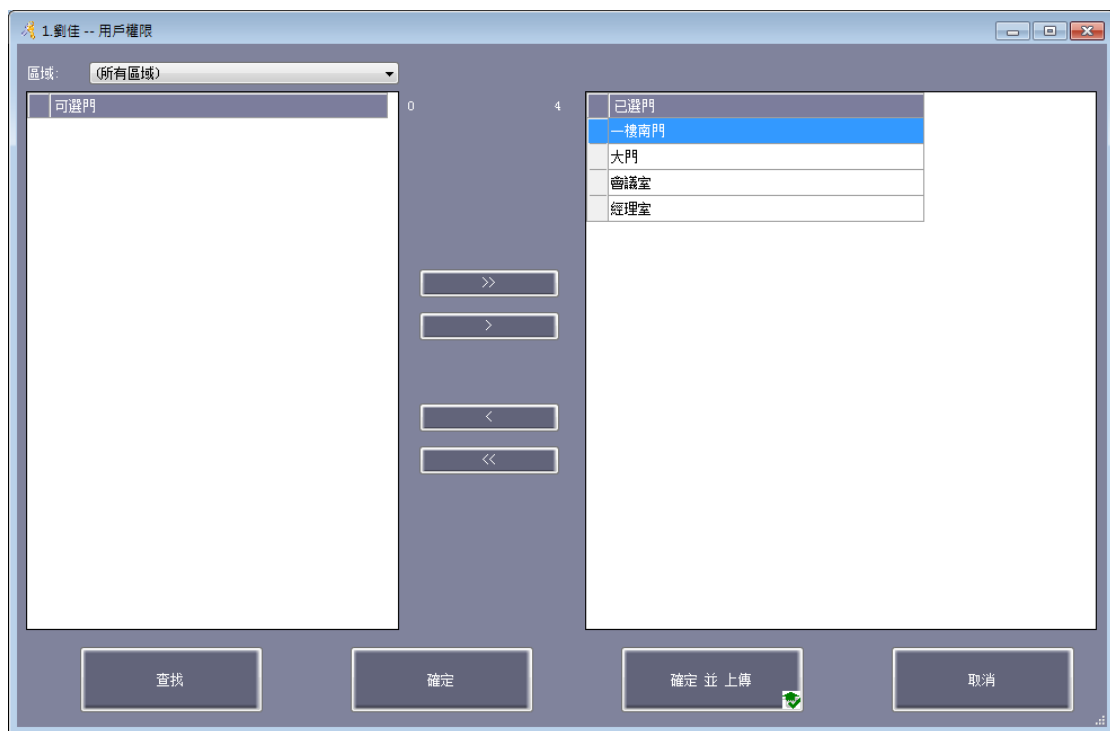 1.劉佳 -- 用戶權限
區域: (所有區域)
可選門
0 4
已選門
一樓南門
大門
會議室
經理室
>>
>
<
<<
查找 確定 確定 並 上傳 取消